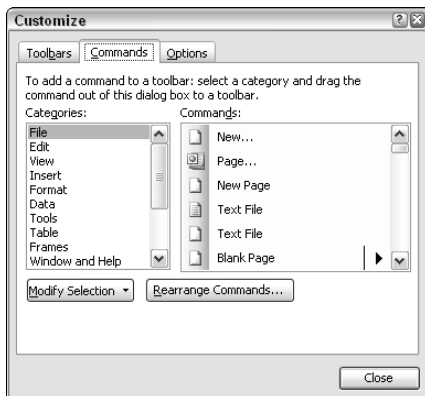 Customize
Toolbars Commands Options
To add a command to a toolbar: select a category and drag the
command out of this dialog box to a toolbar.
Categories: Commands:
File
Edit
View
Insert
Format
Data
Tools
Table
Frames
Window and Help
New...
Page...
New Page
Text File
Text File
Blank Page
Modify Selection Rearrange Commands...
Close